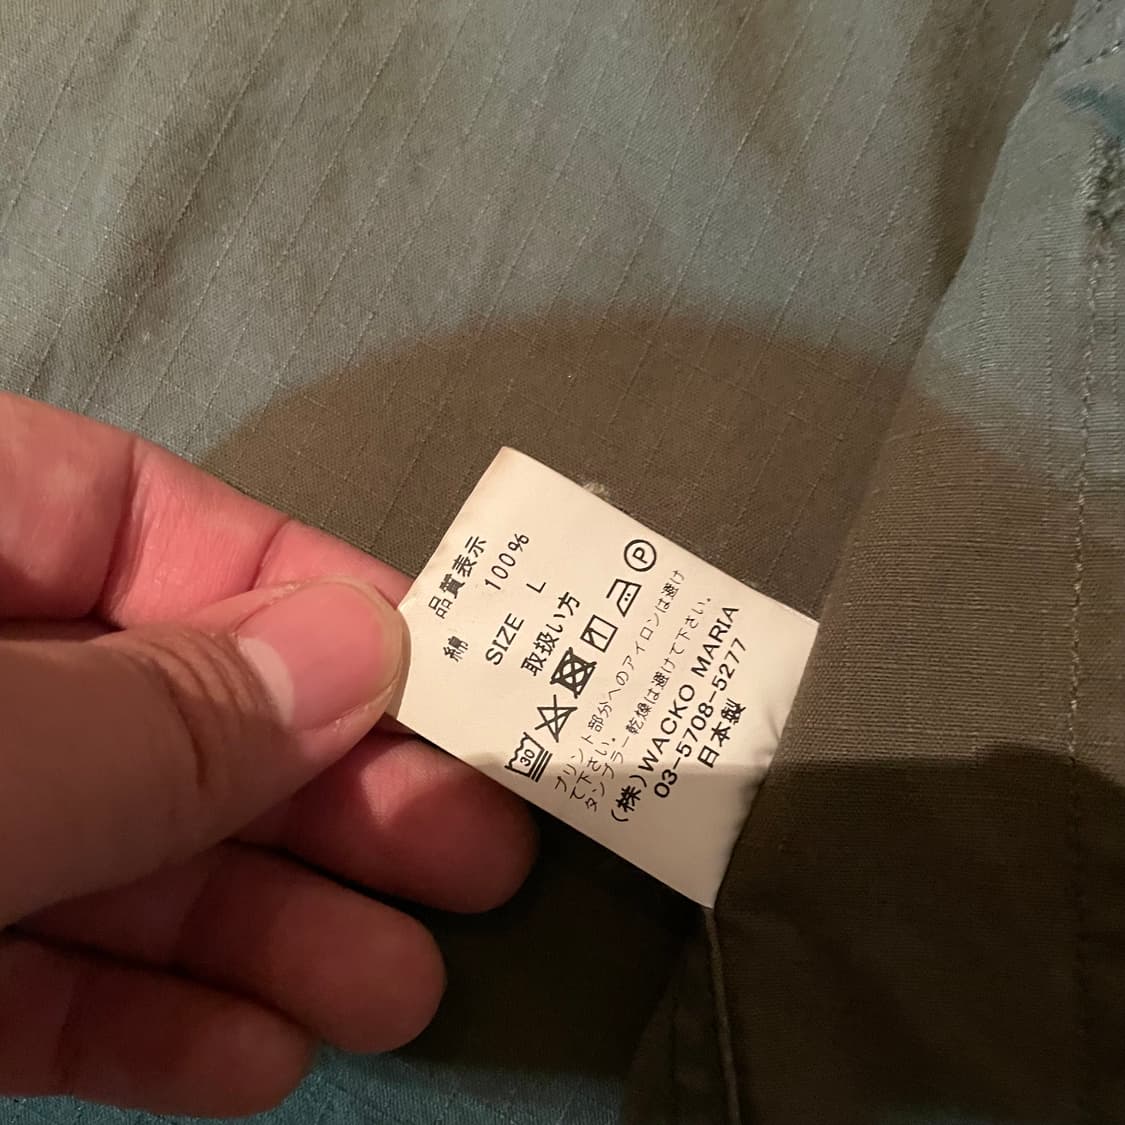 品質表示
綿 100%
SIZE L
取扱い方
30 P
プリント部分へのアイロンは避け
て下さい。
タンブラー乾燥は避けて下さい。
(株)WACKO MARIA
03-5708-5277
日本製